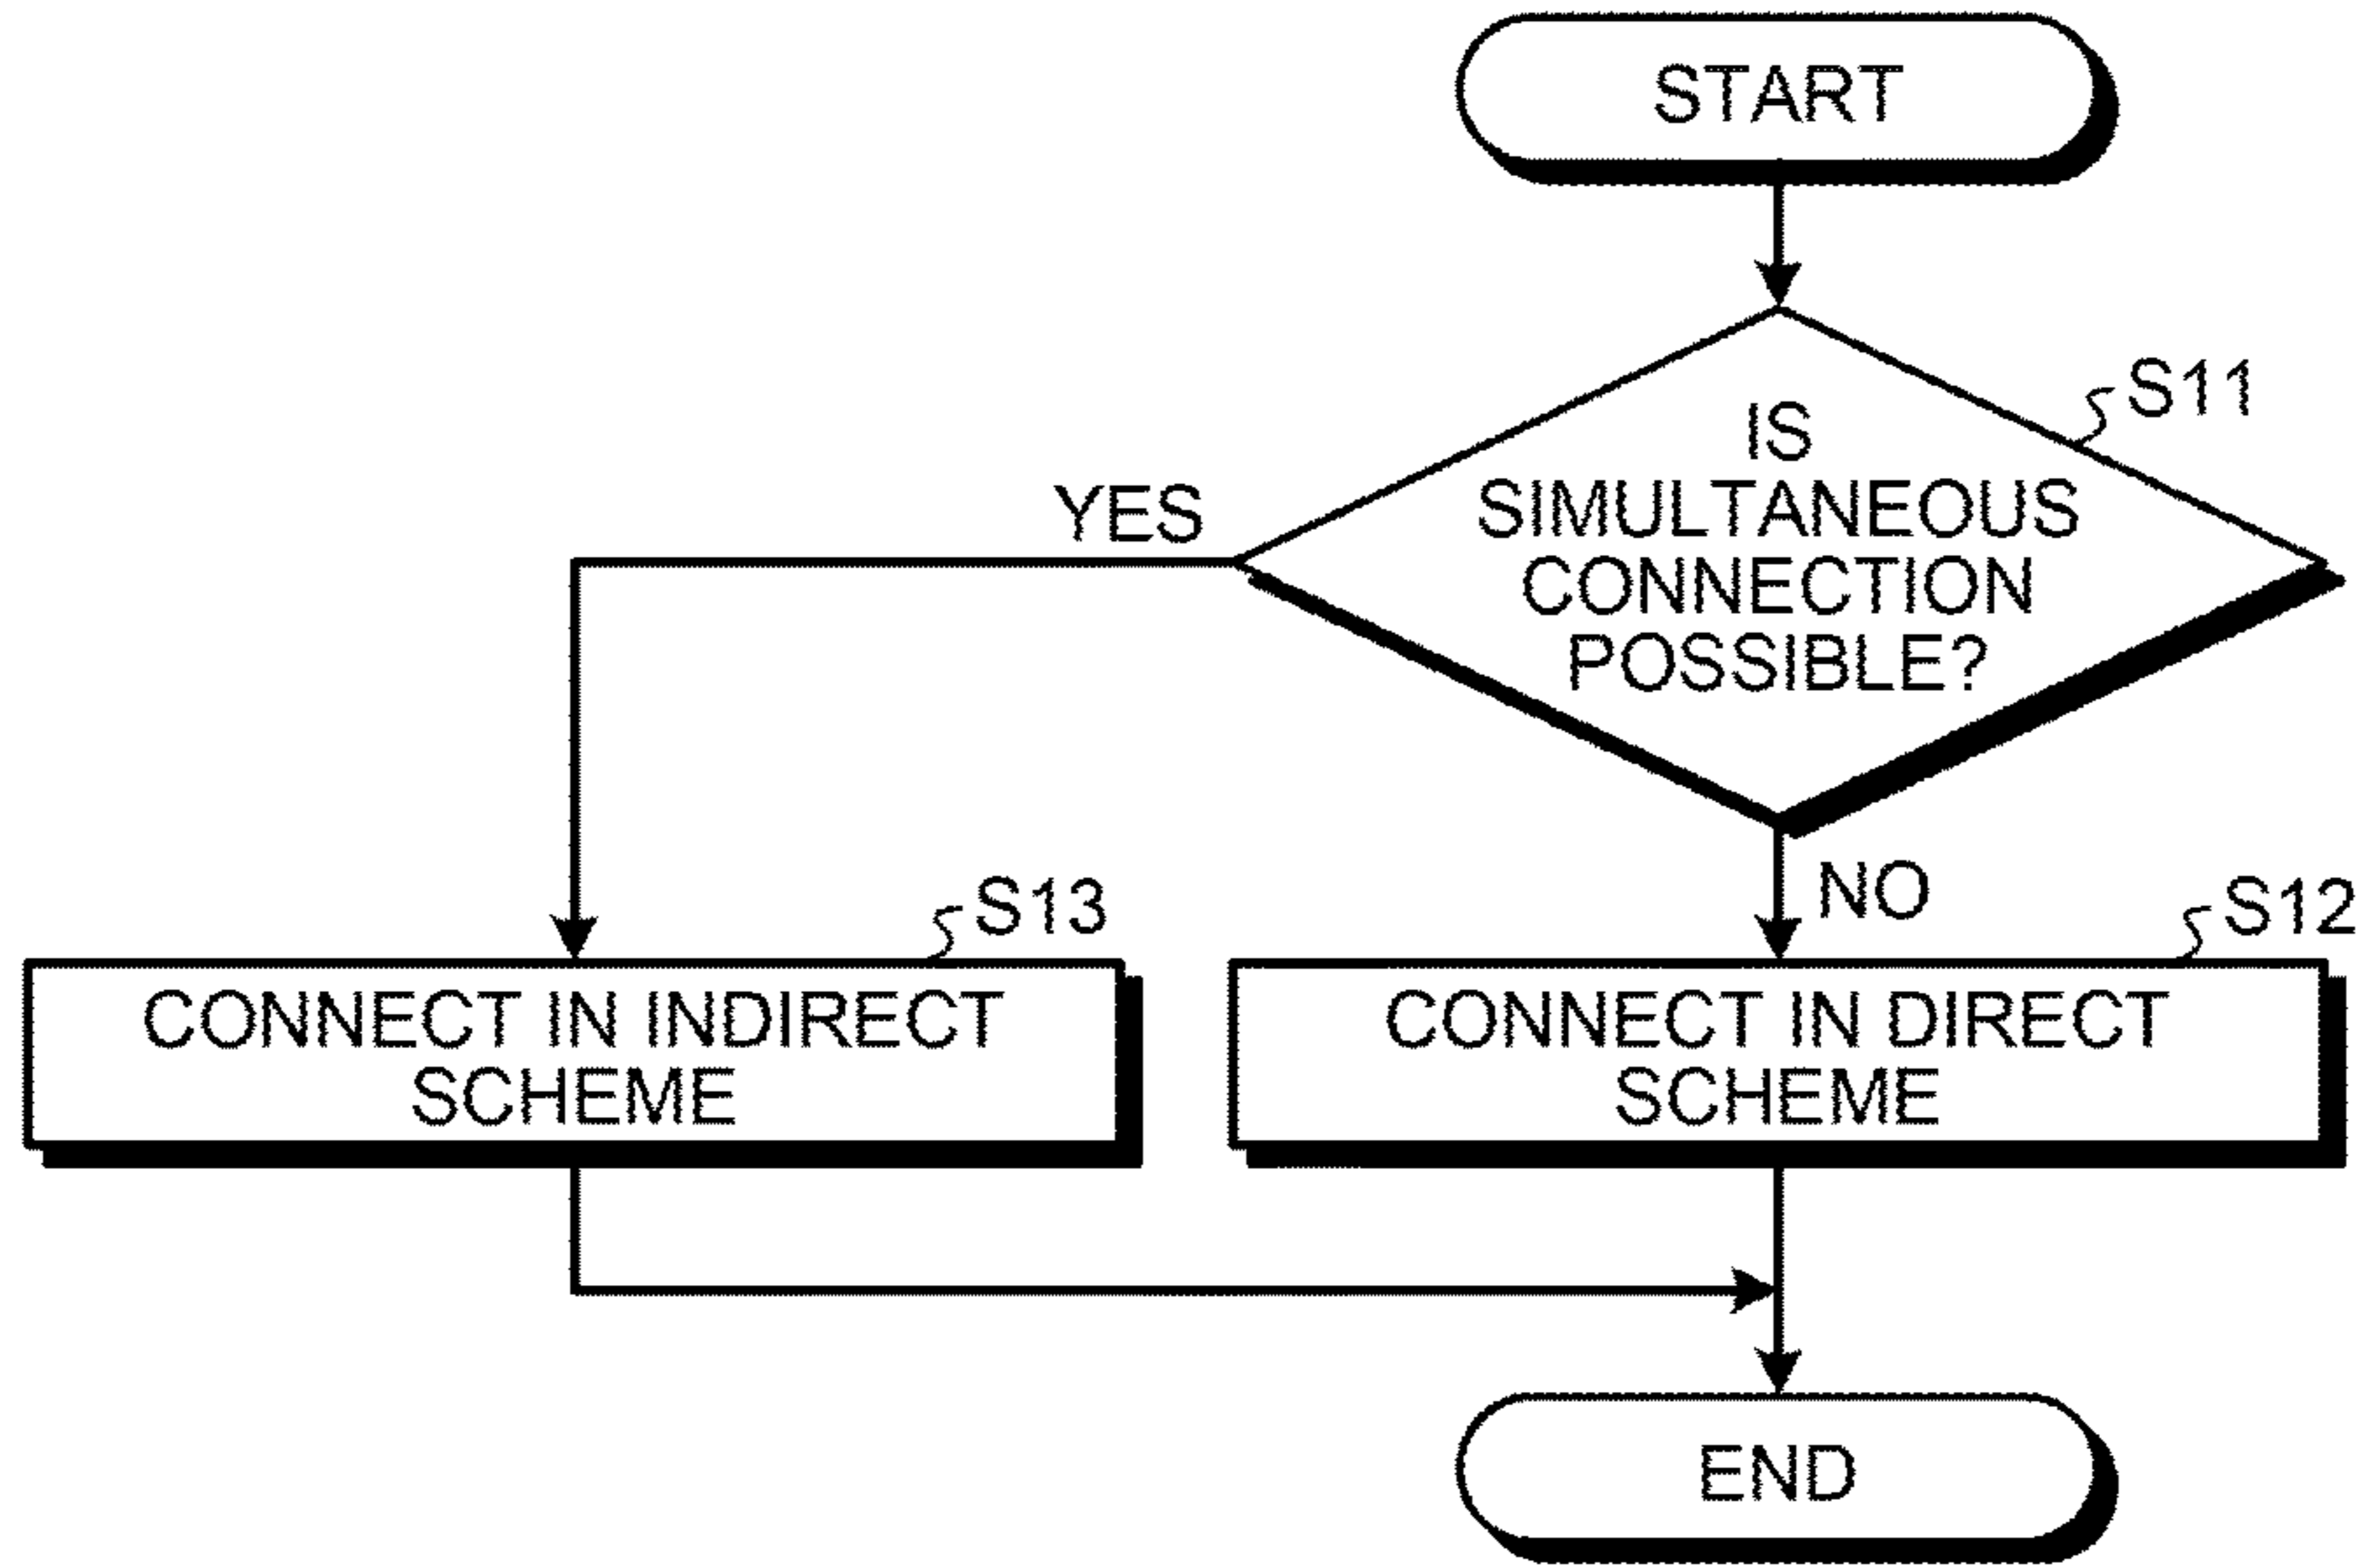 START
S11
IS
SIMULTANEOUS
CONNECTION
POSSIBLE?
YES
NO
S13
S12
CONNECT IN INDIRECT
SCHEME
CONNECT IN DIRECT
SCHEME
END